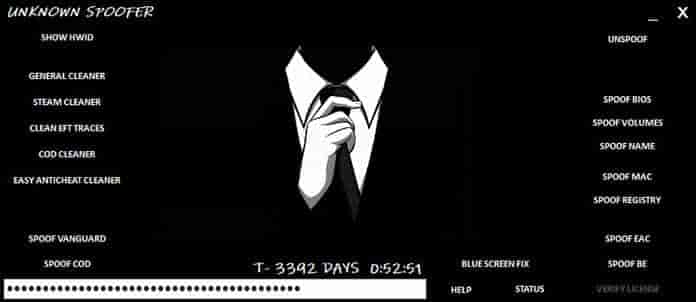 UNKNOWN SPOOFER
_ X
SHOW HWID
UNSPOOF
GENERAL CLEANER
STEAM CLEANER
SPOOF BIOS
CLEAN EFT TRACES
SPOOF VOLUMES
COD CLEANER
SPOOF NAME
EASY ANTICHEAT CLEANER
SPOOF MAC
SPOOF REGISTRY
SPOOF VANGUARD
SPOOF EAC
SPOOF COD
T- 3392 DAYS 0:52:51
BLUE SCREEN FIX
SPOOF BE
HELP
STATUS
VERIFY LICENSE